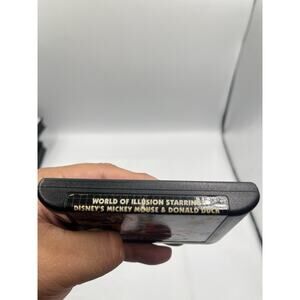 WORLD OF ILLUSION STARRING
DISNEY'S MICKEY MOUSE & DONALD DUCK